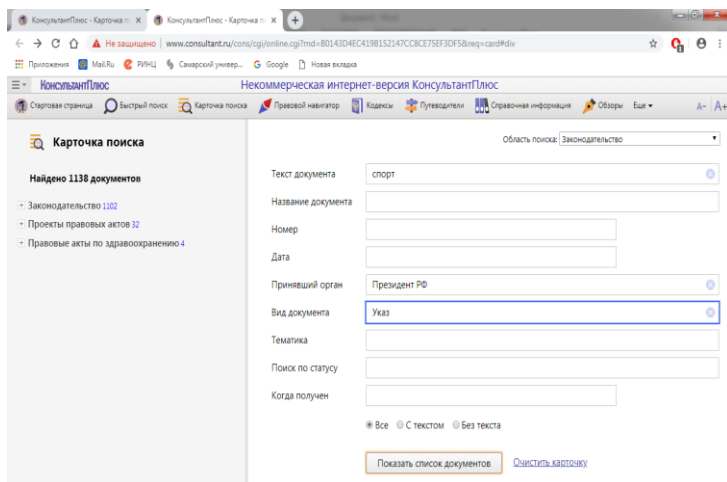 КонсультантПлюс - Карточка по
КонсультантПлюс - Карточка по
Не защищено | www.consultant.ru/cons/cgi/online.cgi?rnd=B0143D4EC419B152147CC8CE75EF3DF5&req=card#div
Приложения Mail.Ru РИНЦ Самарский универс... Google Новая вкладка
КОНСУЛЬТАНТПЛЮС Некоммерческая интернет-версия КонсультантПлюс
Стартовая страница Быстрый поиск Карточка поиска Правовой навигатор Кодексы Путеводители Справочная информация Обзоры Еще A- A+
Карточка поиска
Область поиска: Законодательство
Найдено 1138 документов
Законодательство 1102
Проекты правовых актов 32
Правовые акты по здравоохранению 4
Текст документа спорт
Название документа
Номер
Дата
Принявший орган Президент РФ
Вид документа Указ
Тематика
Поиск по статусу
Когда получен
Все С текстом Без текста
Показать список документов Очистить карточку